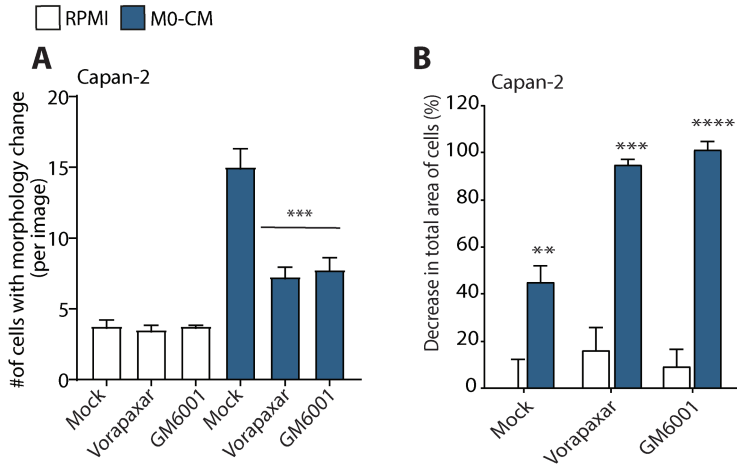 RPMI M0-CM
A
Capan-2
#of cells with morphology change
(per image)
20
15
10
5
0
***
Mock
Vorapaxar
GM6001
Mock
Vorapaxar
GM6001
B
Capan-2
Decrease in total area of cells (%)
120
100
80
60
40
20
0
**
***
****
Mock
Vorapaxar
GM6001